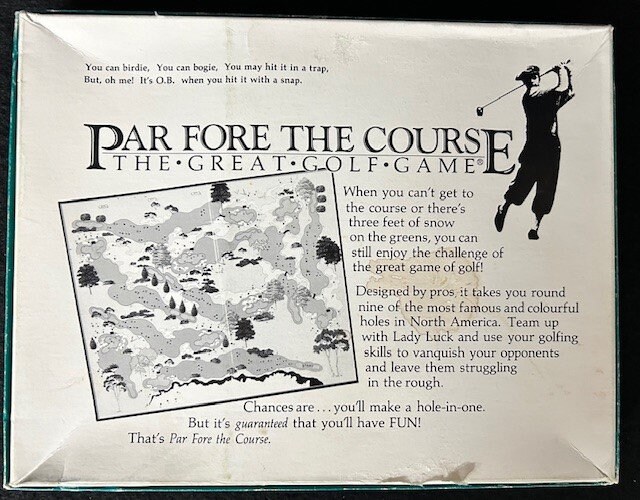 You can birdie, You can bogie, You may hit it in a trap,
But, oh me! It's O.B. when you hit it with a snap.
PAR FORE THE COURSE
THE•GREAT•GOLF•GAME®
When you can't get to
the course or there's
three feet of snow
on the greens, you can
still enjoy the challenge of
the great game of golf!
Designed by pros, it takes you round
nine of the most famous and colourful
holes in North America. Team up
with Lady Luck and use your golfing
skills to vanquish your opponents
and leave them struggling
in the rough.
Chances are...you'll make a hole-in-one.
But it's guaranteed that you'll have FUN!
That's Par Fore the Course.